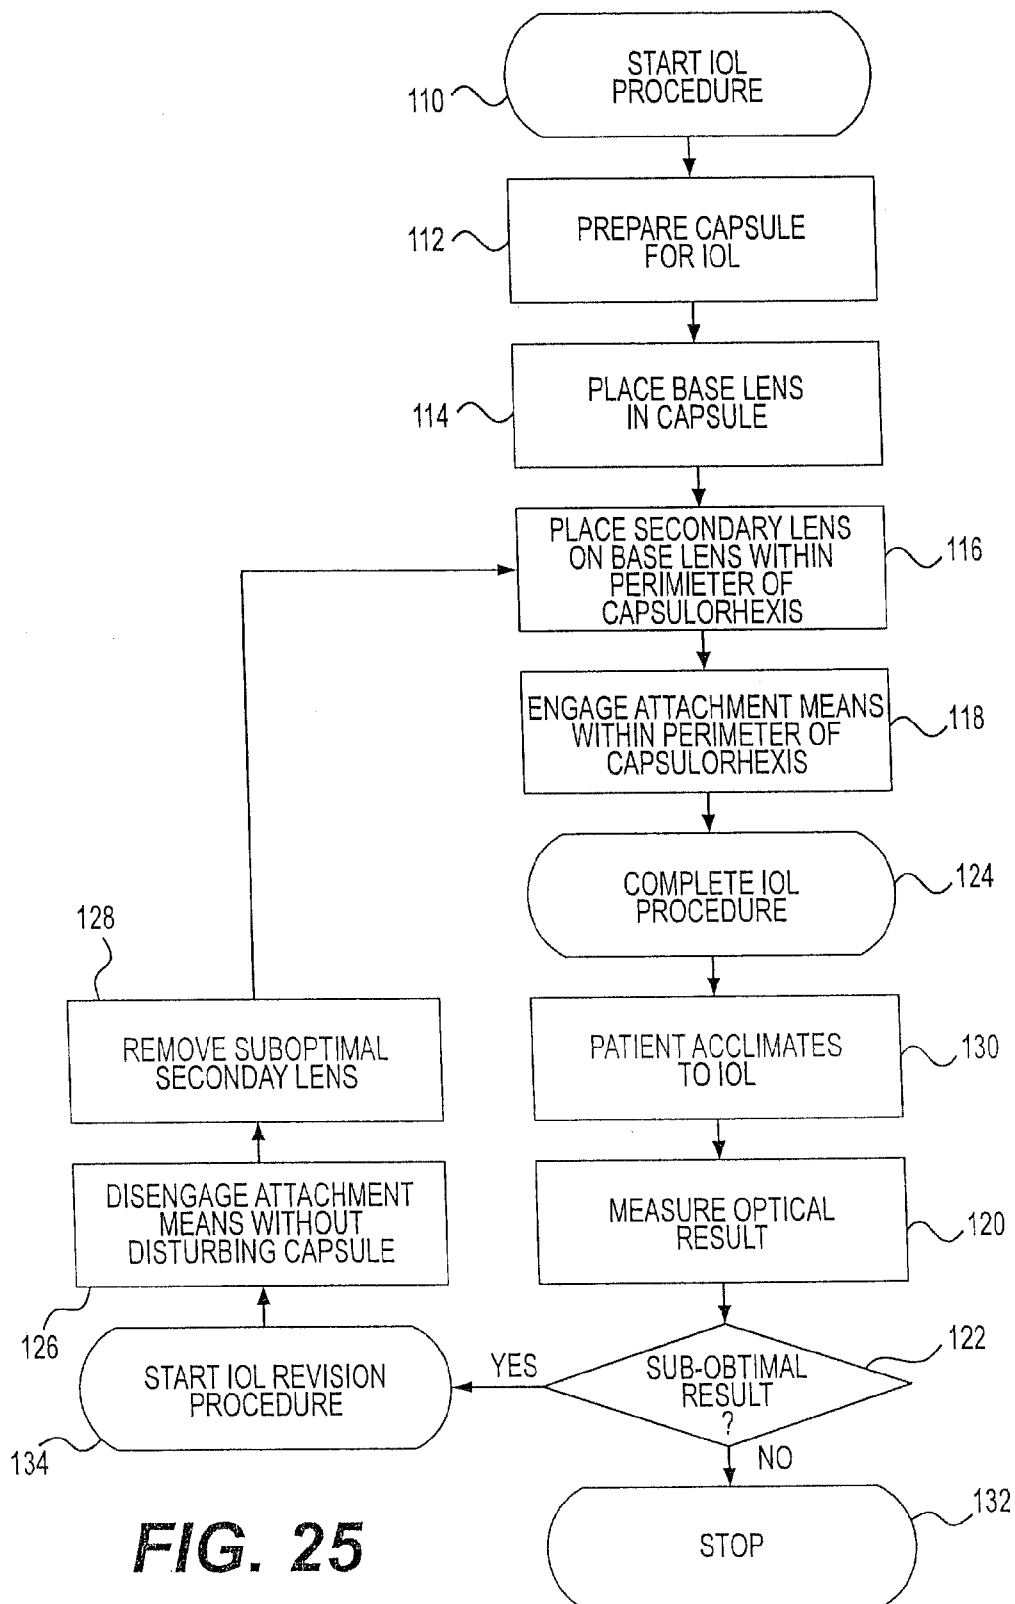 START IOL
PROCEDURE
110
PREPARE CAPSULE
FOR IOL
112
PLACE BASE LENS
IN CAPSULE
114
PLACE SECONDARY LENS
ON BASE LENS WITHIN
PERIMIETER OF
CAPSULORHEXIS
116
ENGAGE ATTACHMENT MEANS
WITHIN PERIMETER OF
CAPSULORHEXIS
118
COMPLETE IOL
PROCEDURE
124
128
REMOVE SUBOPTIMAL
SECONDAY LENS
PATIENT ACCLIMATES
TO IOL
130
DISENGAGE ATTACHMENT
MEANS WITHOUT
DISTURBING CAPSULE
126
MEASURE OPTICAL
RESULT
120
START IOL REVISION
PROCEDURE
134
YES
SUB-OBTIMAL
RESULT
?
122
NO
STOP
132
FIG. 25